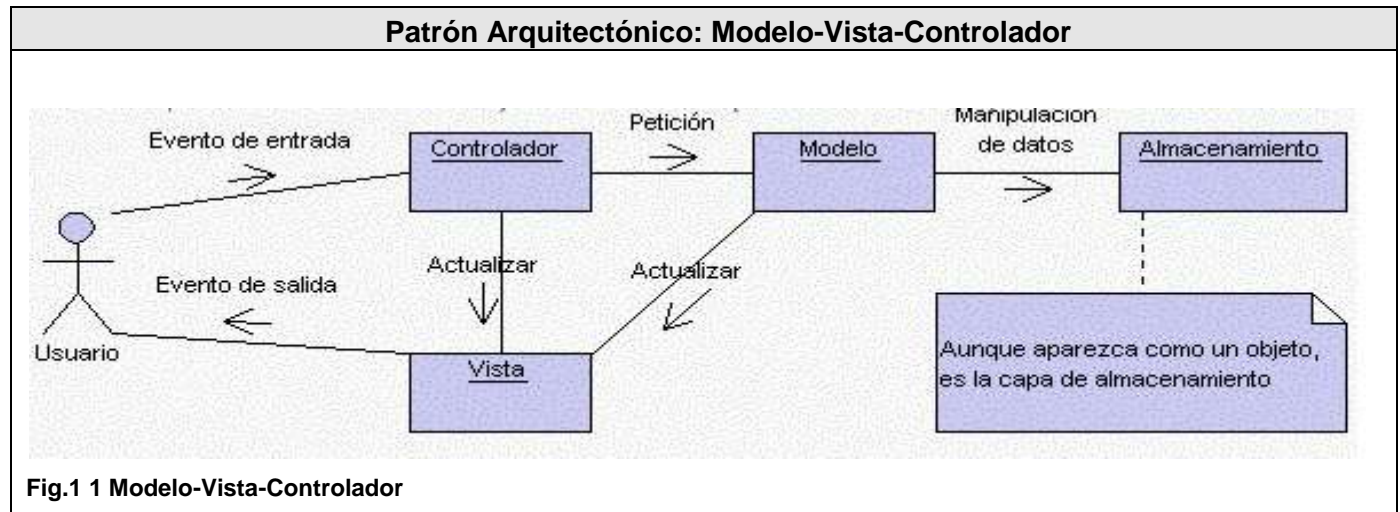 Patrón Arquitectónico: Modelo-Vista-Controlador
Evento de entrada
Controlador
Petición
Modelo
Manipulacion
de datos
Almacenamiento
Actualizar
Actualizar
Evento de salida
Usuario
Vista
Aunque aparezca como un objeto,
es la capa de almacenamiento
Fig.1 1 Modelo-Vista-Controlador